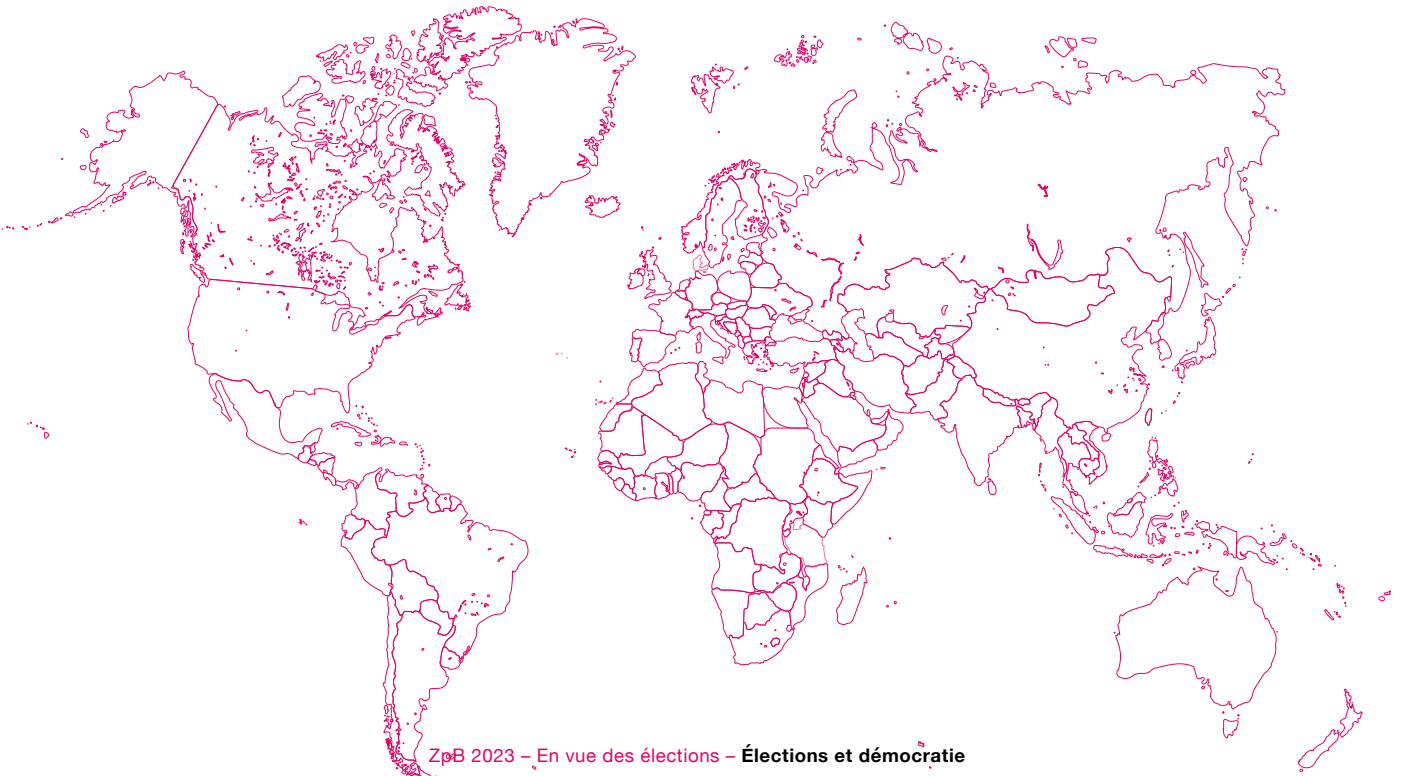 ZpB 2023 – En vue des élections – Élections et démocratie